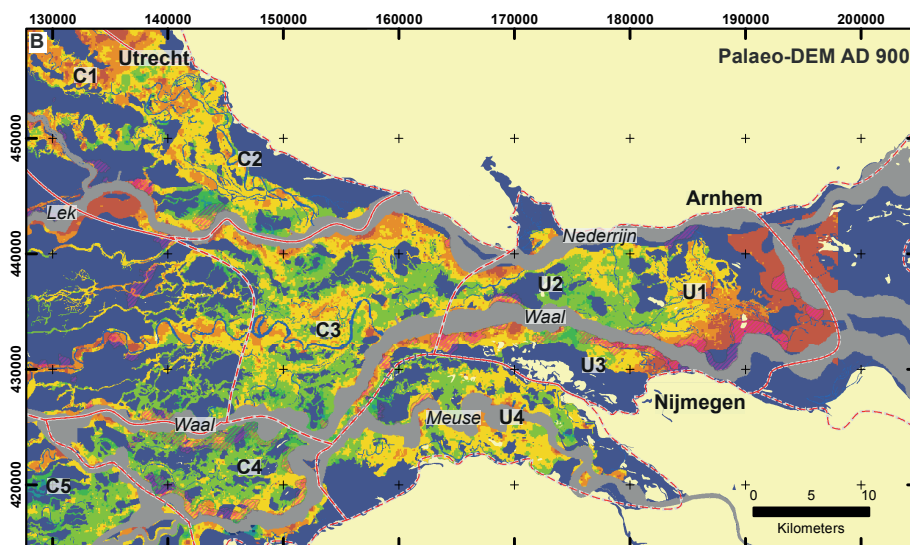 130000 140000 150000 160000 170000 180000 190000 200000
B
Utrecht
Palaeo-DEM AD 900
C1
450000
C2
Arnhem
Lek
Nederrijn
440000
U2
U1
C3
Waal
430000
U3
Nijmegen
Waal
Meuse
U4
C4
420000
C5
0 5 10
Kilometers